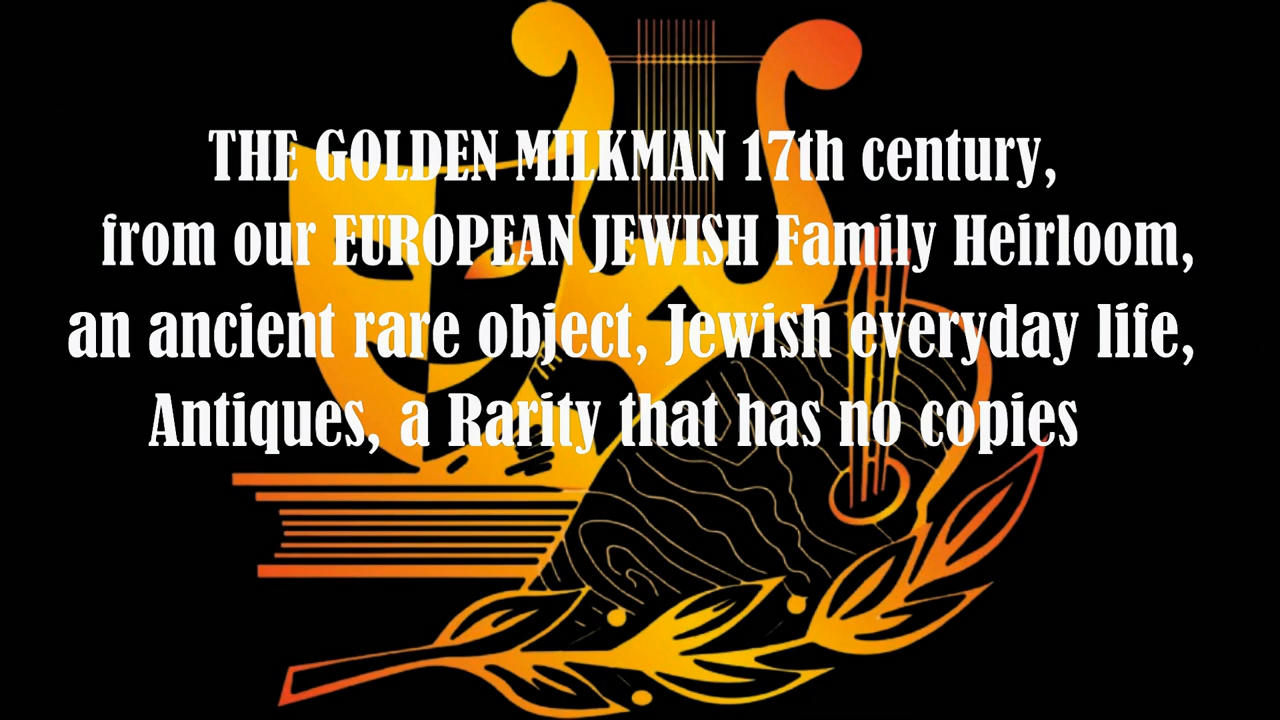 THE GOLDEN MILKMAN 17th century,
from our EUROPEAN JEWISH Family Heirloom,
an ancient rare object, Jewish everyday life,
Antiques, a Rarity that has no copies